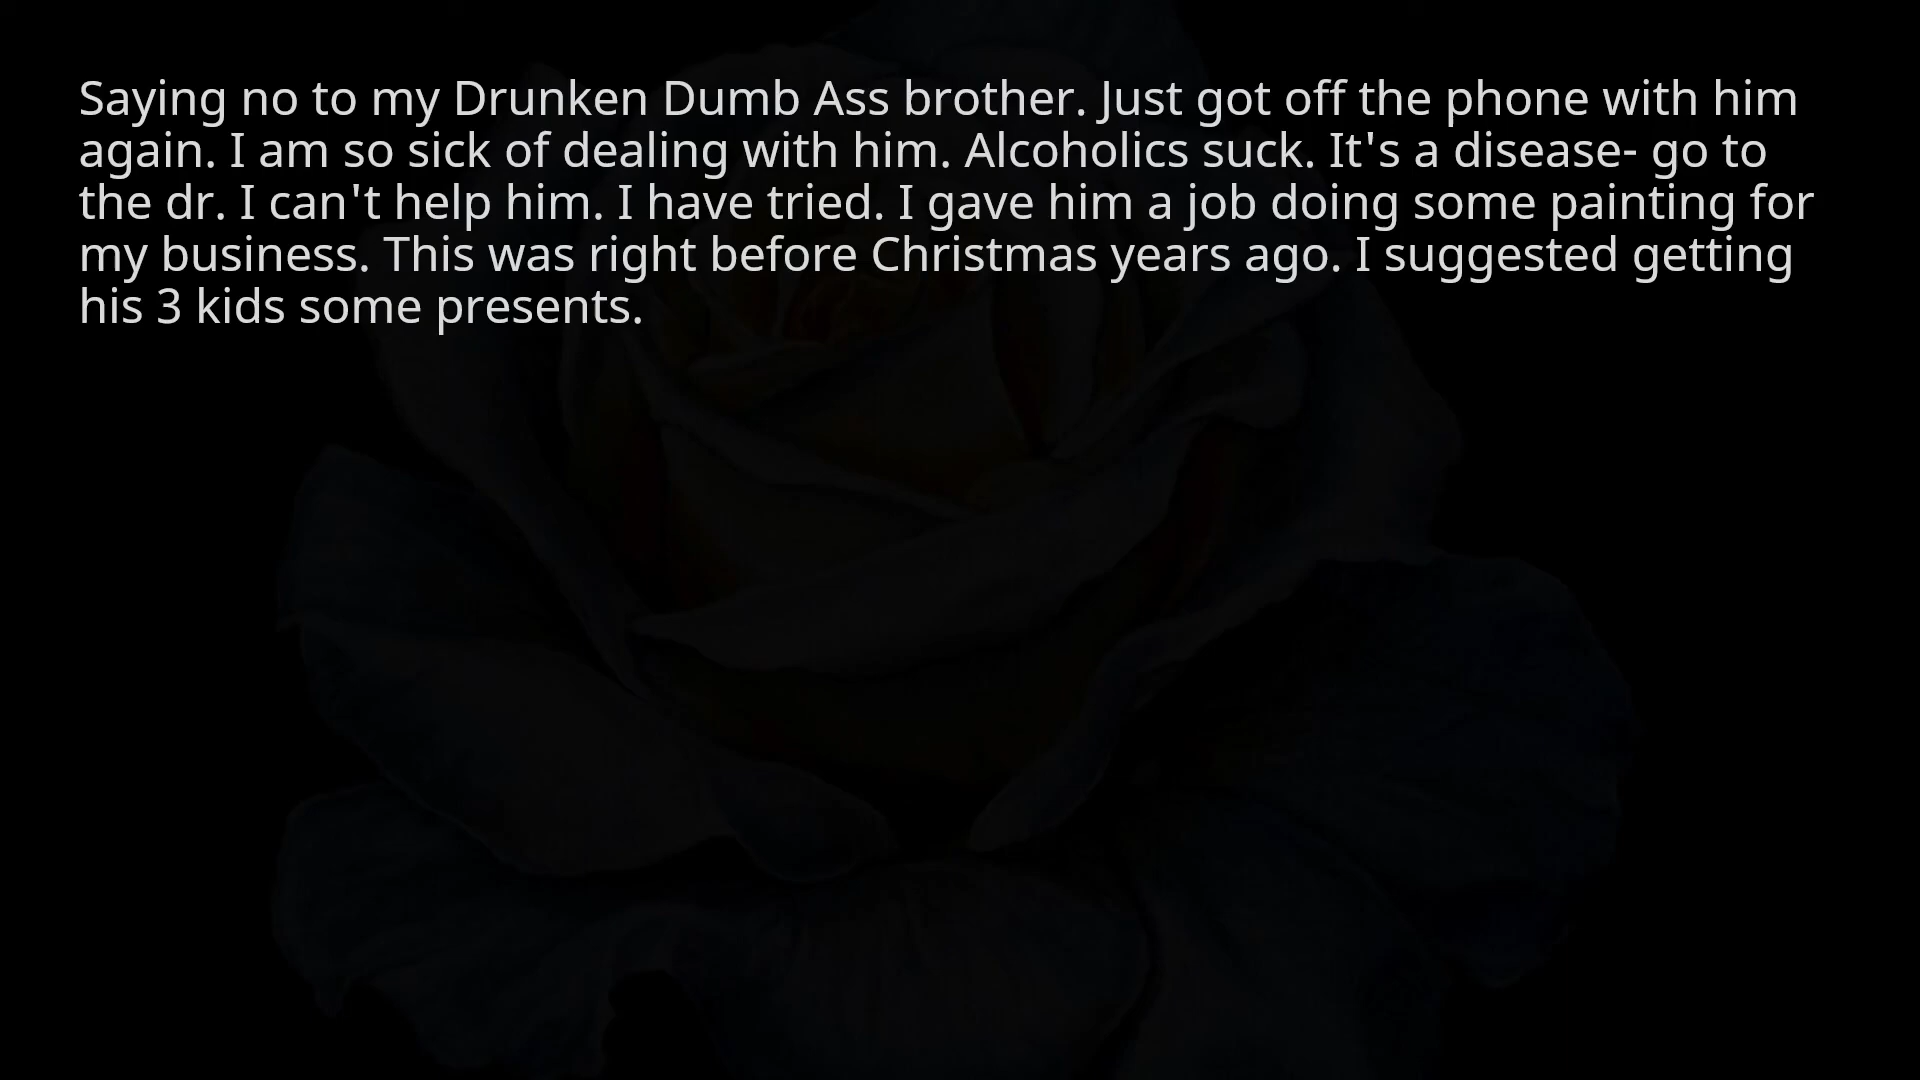 Saying no to my Drunken Dumb Ass brother. Just got off the phone with him
again. I am so sick of dealing with him. Alcoholics suck. It's a disease- go to
the dr. I can't help him. I have tried. I gave him a job doing some painting for
my business. This was right before Christmas years ago. I suggested getting
his 3 kids some presents.